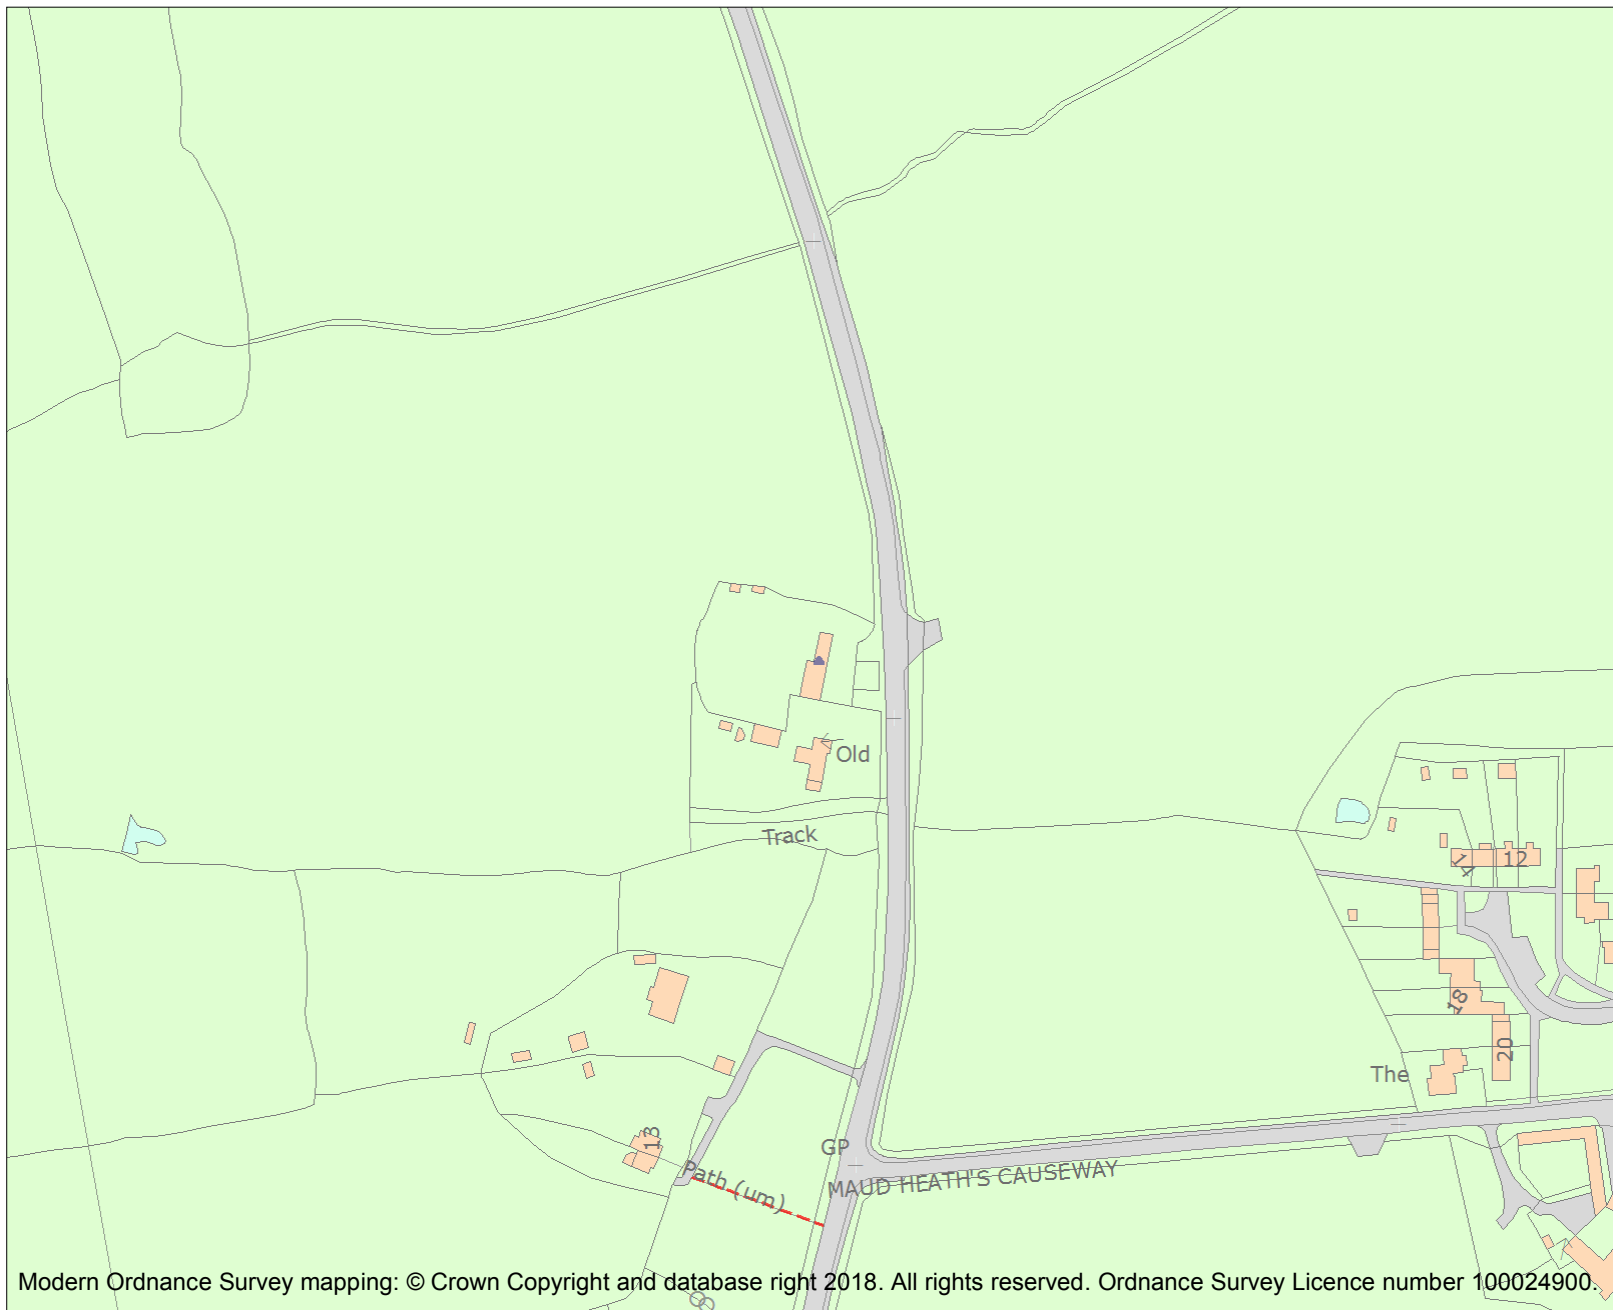 Old
Track
14
12
18
20
The
13
GP
Path (um)
MAUD HEATH'S CAUSEWAY
Modern Ordnance Survey mapping: © Crown Copyright and database right 2018. All rights reserved. Ordnance Survey Licence number 100024900.